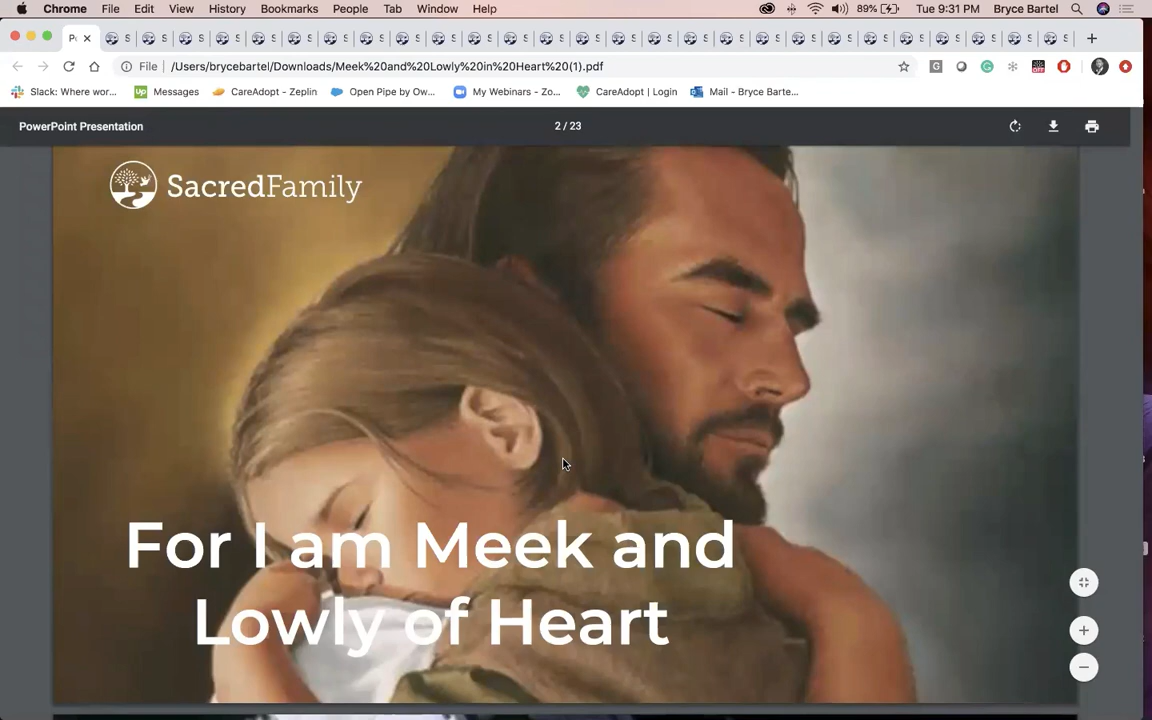 Chrome File Edit View History Bookmarks People Tab Window Help 89% Tue 9:31 PM Bryce Bartel
File /Users/brycebartel/Downloads/Meek%20and%20Lowly%20in%20Heart%20(1).pdf
Slack: Where wor... Messages CareAdopt - Zeplin Open Pipe by Ow... My Webinars - Zo... CareAdopt | Login Mail - Bryce Barte...
PowerPoint Presentation 2 / 23
SacredFamily
For I am Meek and
Lowly of Heart